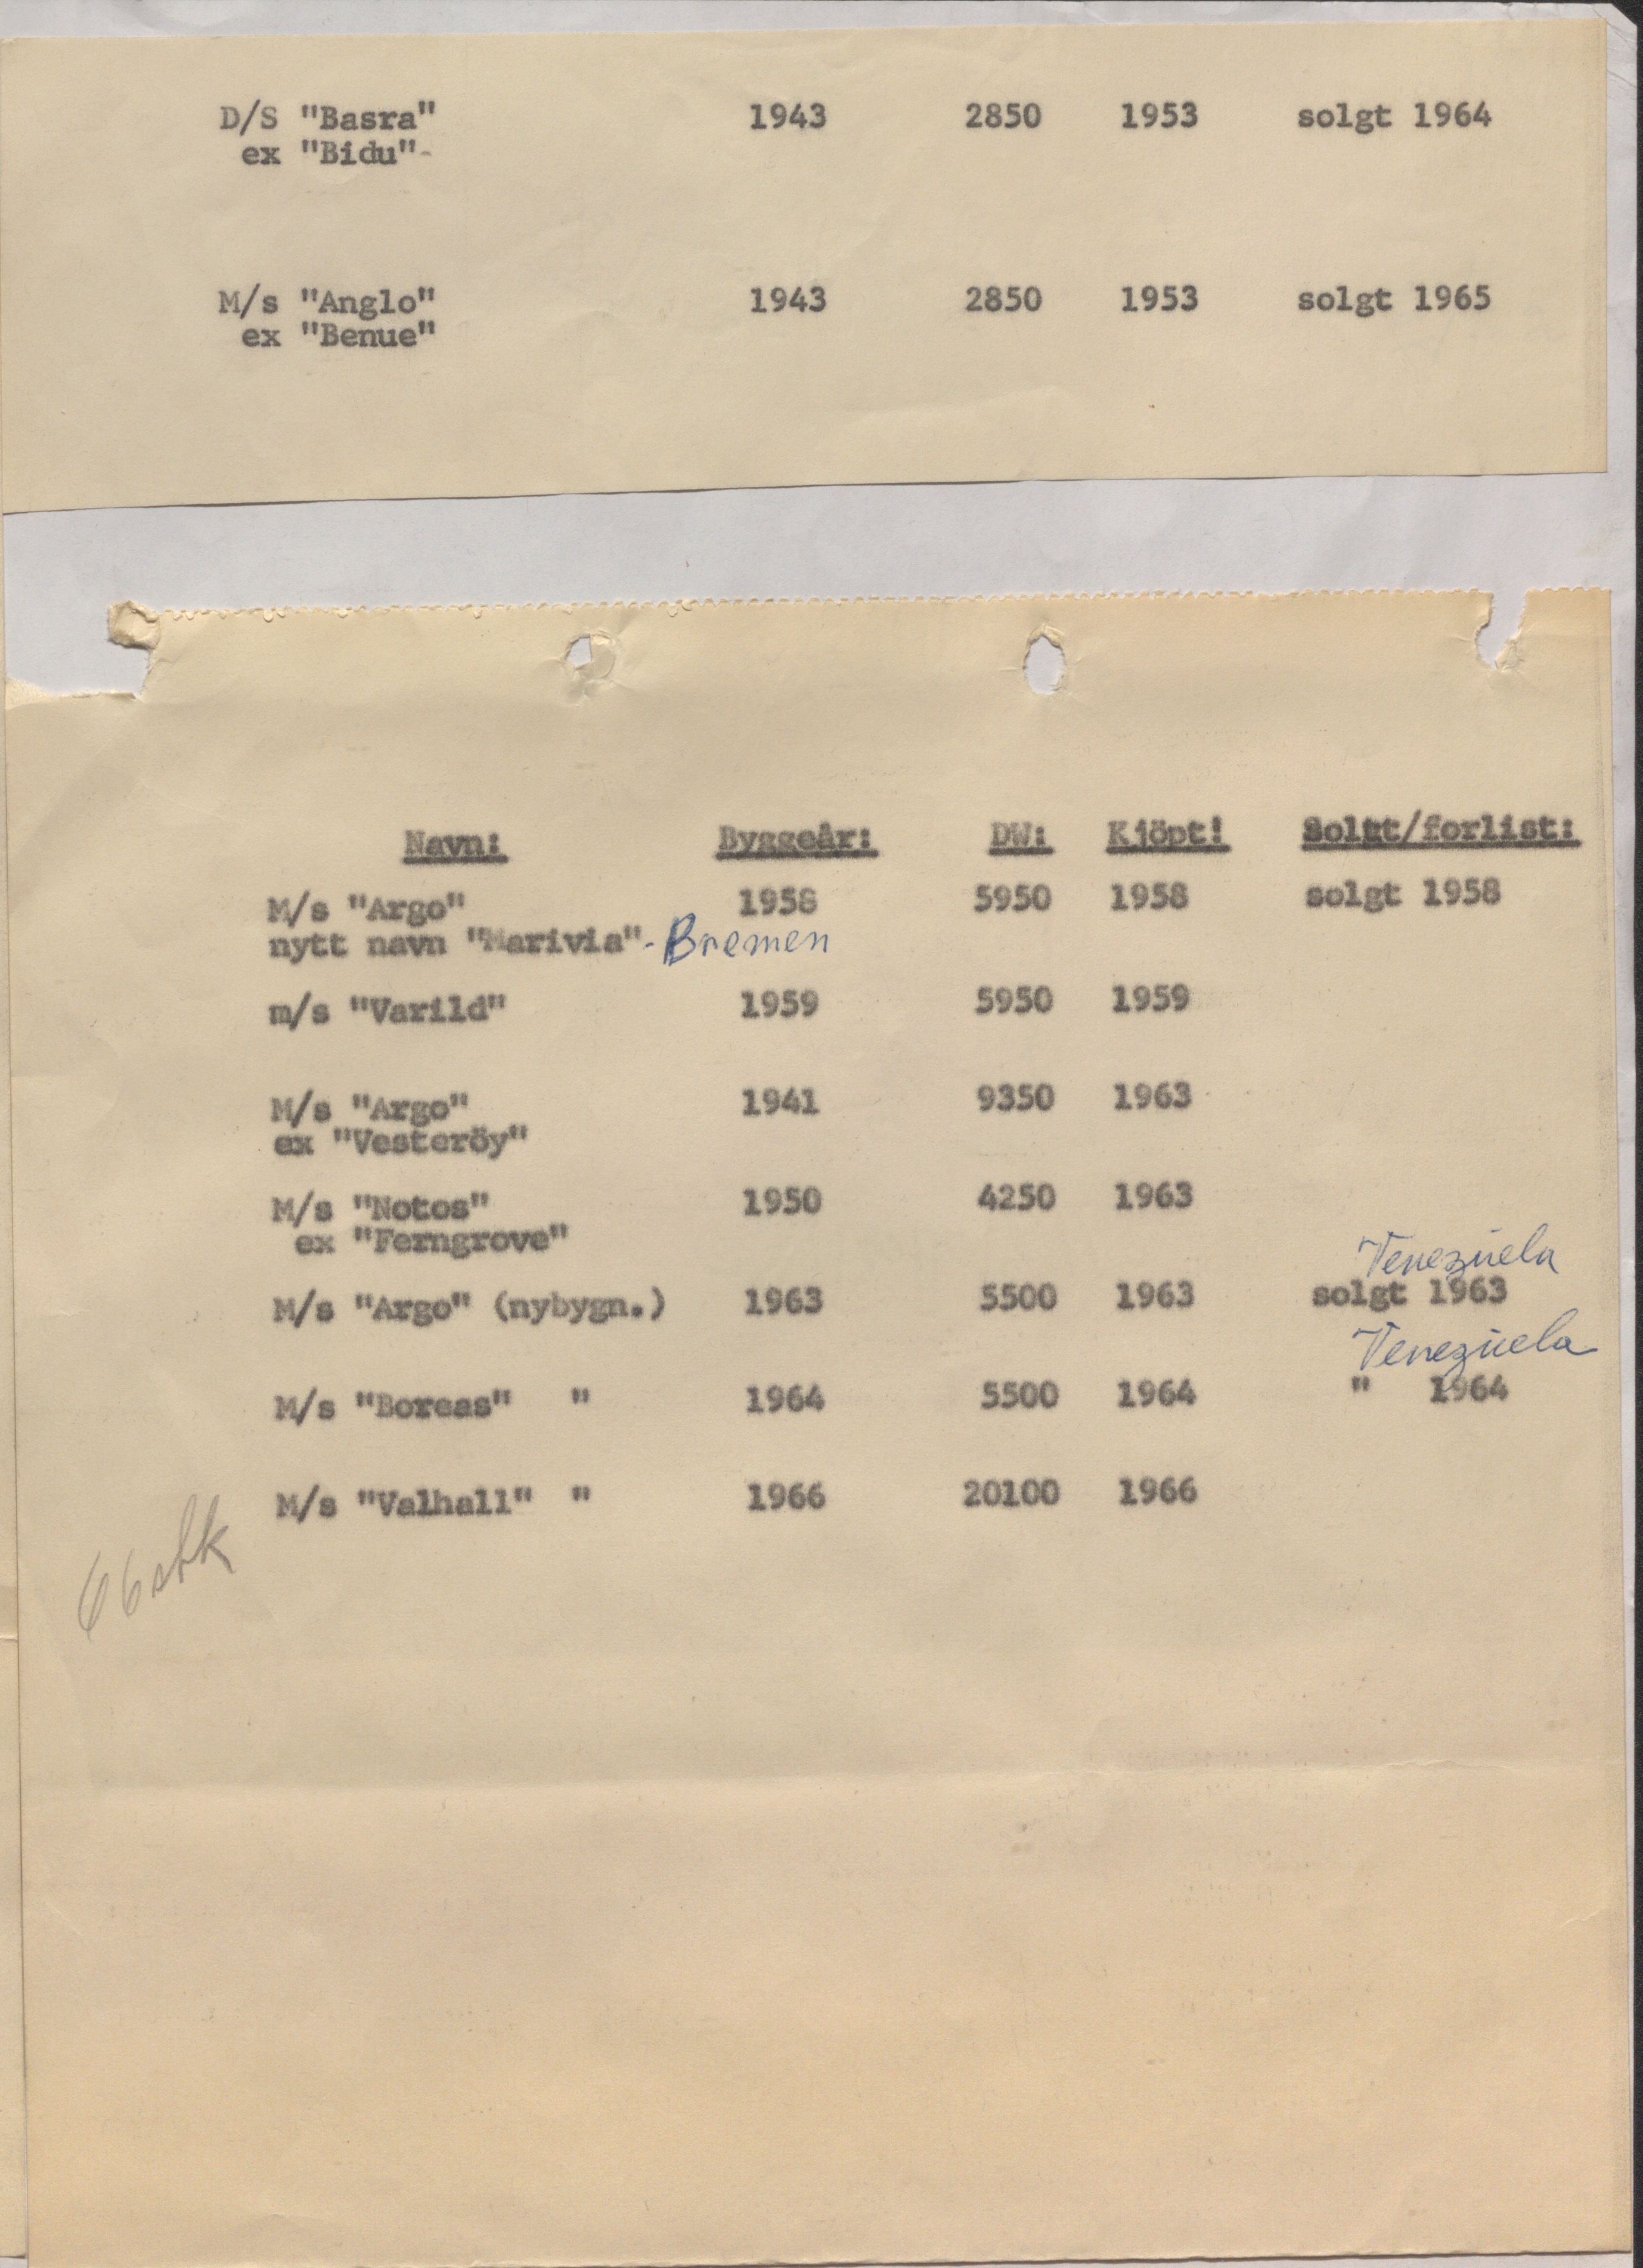 D/S "Basra" 1943 2850 1953 solgt 1964
ex "Bidu"-
M/s "Anglo" 1943 2850 1953 solgt 1965
ex "Benue"
Navn: Byggeår: DW: Kjöpt! Solkt/forlist:
M/s "Argo" 1958 5950 1958 solgt 1958
nytt navn "Marivia"-Bremen
m/s "Varild" 1959 5950 1959
M/s "Argo" 1941 9350 1963
ex "Vesteröy"
M/s "Notos" 1950 4250 1963
ex "Ferngrove"
Venezuela
M/s "Argo" (nybygn.) 1963 5500 1963 solgt 1963
Venezuela
M/s "Boreas" " 1964 5500 1964 " 1964
M/s "Valhall" " 1966 20100 1966
66 stk